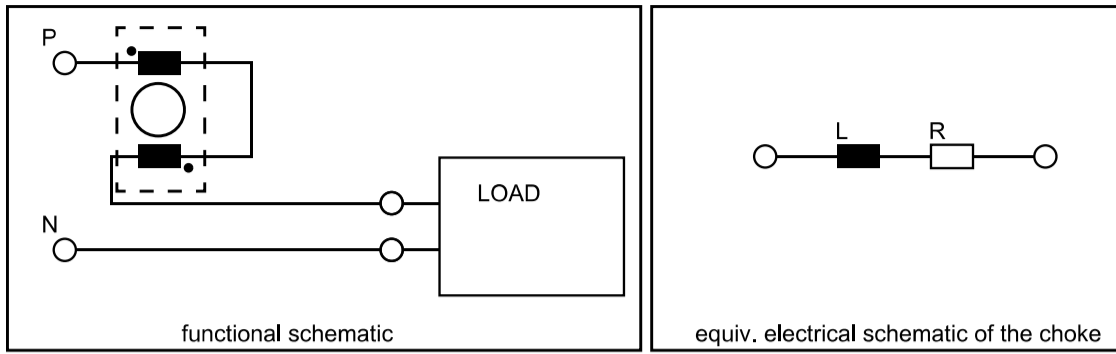 P
N
LOAD
functional schematic
L
R
equiv. electrical schematic of the choke